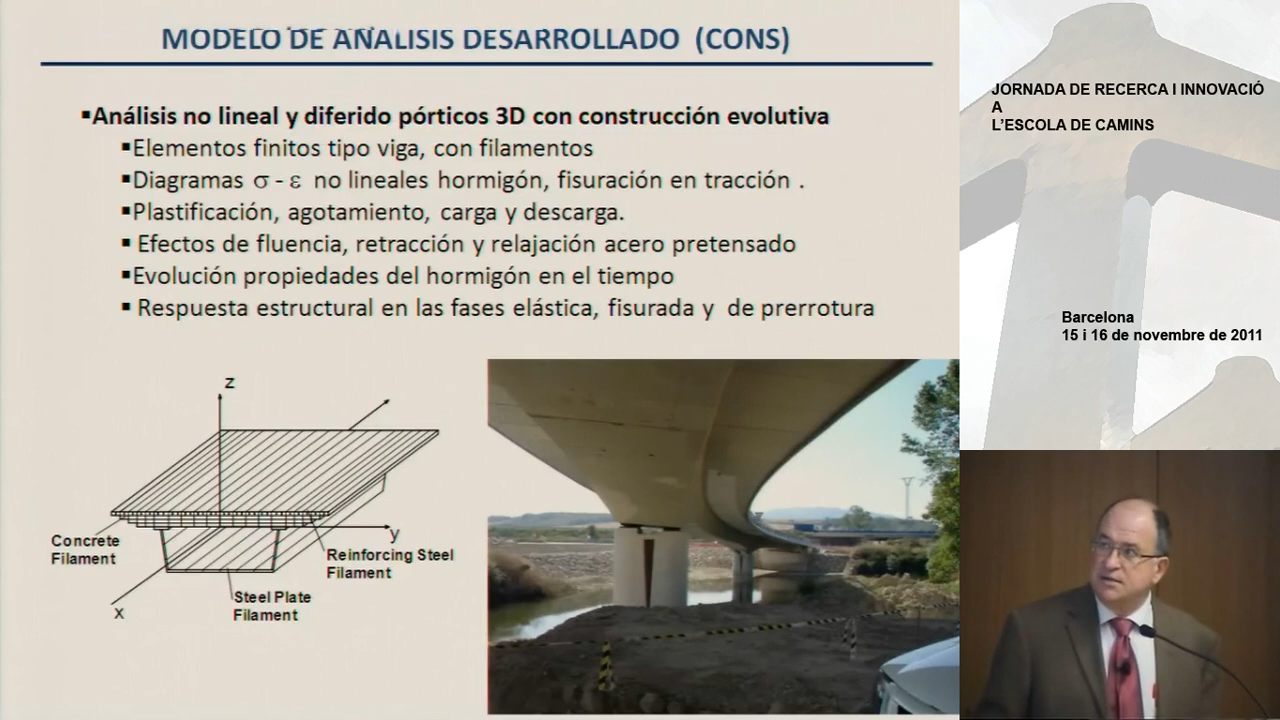 MODELO DE ANALISIS DESARROLLADO (CONS)
▪Análisis no lineal y diferido pórticos 3D con construcción evolutiva
▪Elementos finitos tipo viga, con filamentos
▪Diagramas σ - ε no lineales hormigón, fisuración en tracción .
▪Plastificación, agotamiento, carga y descarga.
▪ Efectos de fluencia, retracción y relajación acero pretensado
▪Evolución propiedades del hormigón en el tiempo
▪ Respuesta estructural en las fases elástica, fisurada y de prerrotura
z
y
Concrete
Filament
Reinforcing Steel
Filament
Steel Plate
Filament
x
JORNADA DE RECERCA I INNOVACIÓ
A
L'ESCOLA DE CAMINS
Barcelona
15 i 16 de novembre de 2011